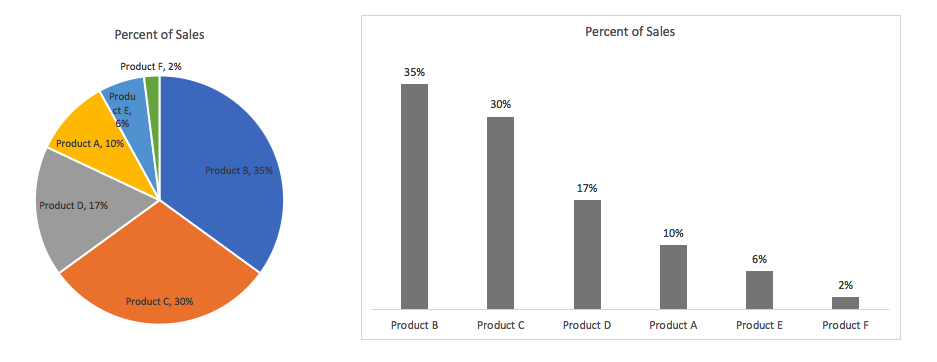 Percent of Sales
Product F, 2%
Produ
ct E,
6%
Product A, 10%
Product B, 35%
Product D, 17%
Product C, 30%
Percent of Sales
35%
30%
17%
10%
6%
2%
Product B
Product C
Product D
Product A
Product E
Product F